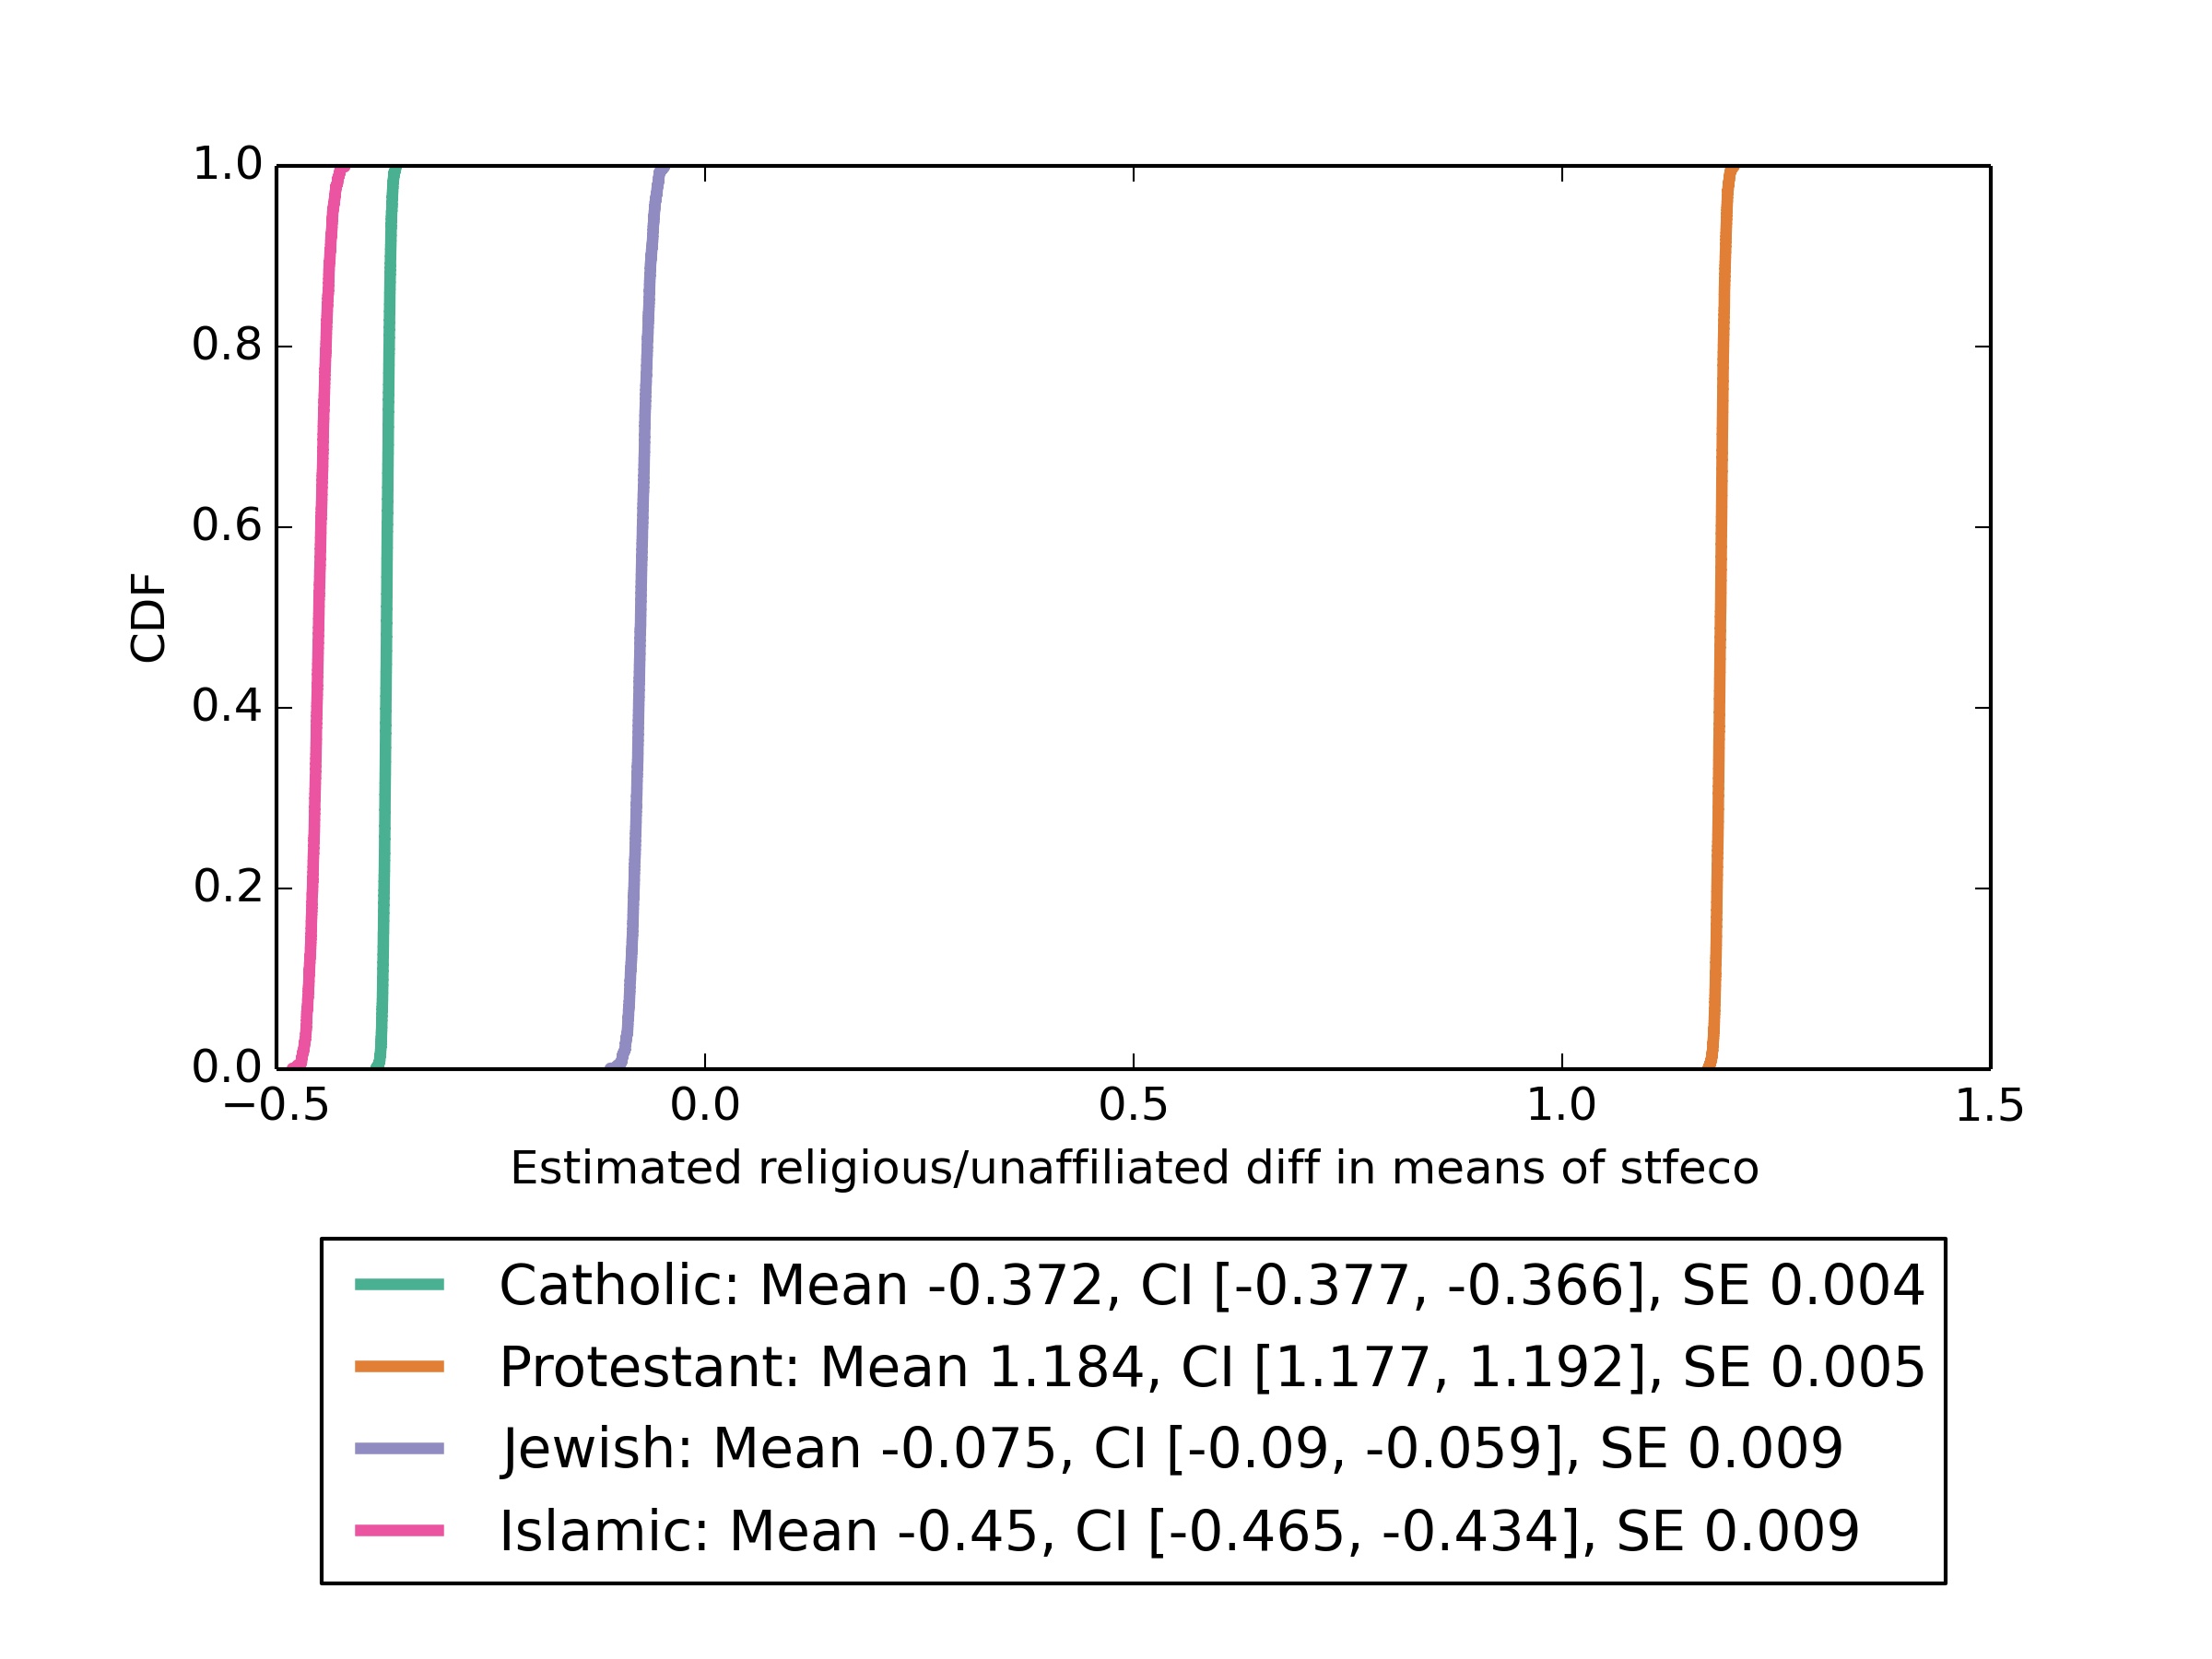 1.0
0.8
0.6
0.4
0.2
0.0
CDF
−0.5 0.0 0.5 1.0 1.5
Estimated religious/unaffiliated diff in means of stfeco
Catholic: Mean -0.372, CI [-0.377, -0.366], SE 0.004
Protestant: Mean 1.184, CI [1.177, 1.192], SE 0.005
Jewish: Mean -0.075, CI [-0.09, -0.059], SE 0.009
Islamic: Mean -0.45, CI [-0.465, -0.434], SE 0.009